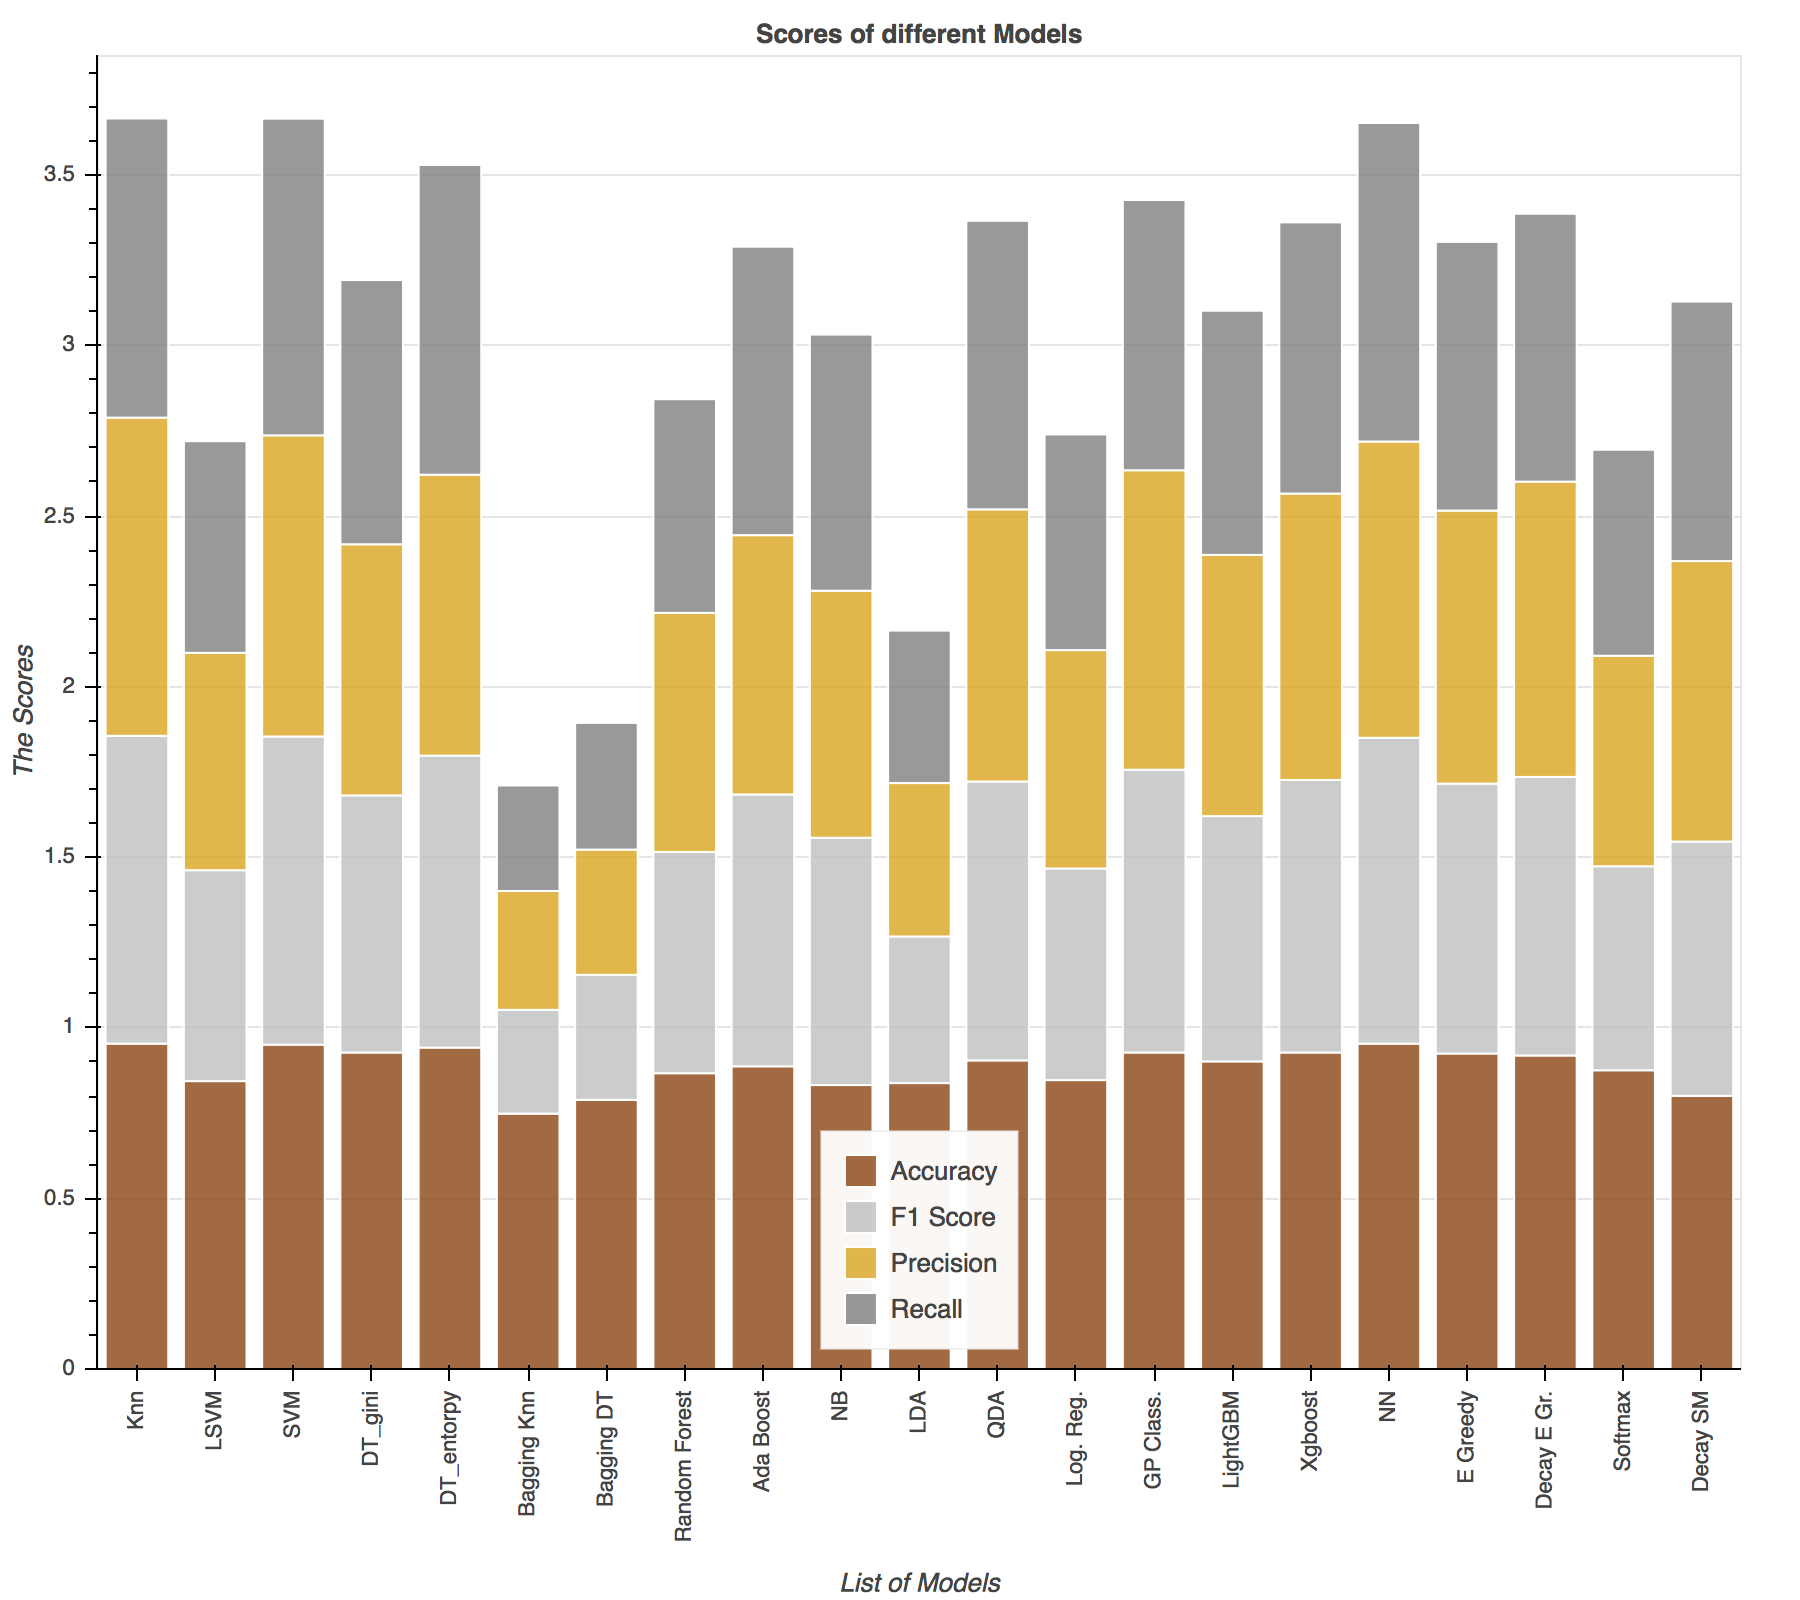 Scores of different Models
The Scores
3.5
3
2.5
2
1.5
1
0.5
0
Accuracy
F1 Score
Precision
Recall
Knn
LSVM
SVM
DT_gini
DT_entorpy
Bagging Knn
Bagging DT
Random Forest
Ada Boost
NB
LDA
QDA
Log. Reg.
GP Class.
LightGBM
Xgboost
NN
E Greedy
Decay E Gr.
Softmax
Decay SM
List of Models